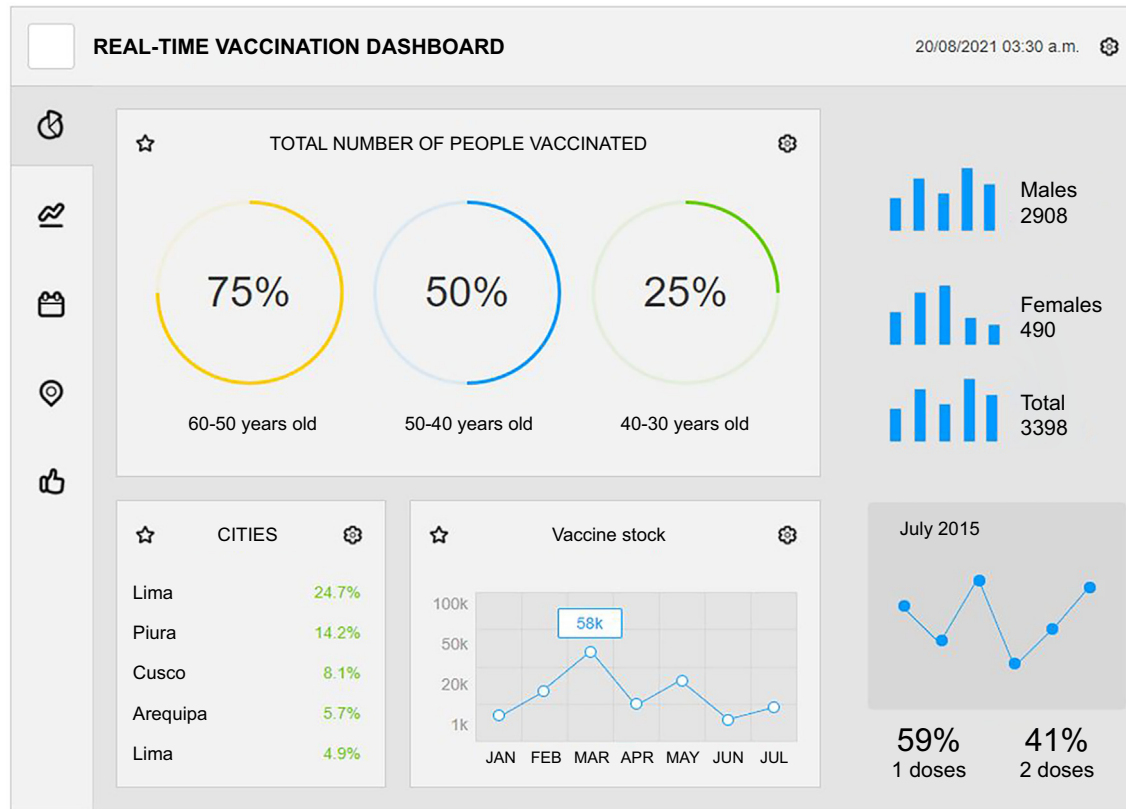 REAL-TIME VACCINATION DASHBOARD
20/08/2021 03:30 a.m.
TOTAL NUMBER OF PEOPLE VACCINATED
75%
50%
25%
60-50 years old
50-40 years old
40-30 years old
Males
2908
Females
490
Total
3398
CITIES
Lima 24.7%
Piura 14.2%
Cusco 8.1%
Arequipa 5.7%
Lima 4.9%
Vaccine stock
100k
50k
20k
1k
58k
JAN FEB MAR APR MAY JUN JUL
July 2015
59% 41%
1 doses 2 doses